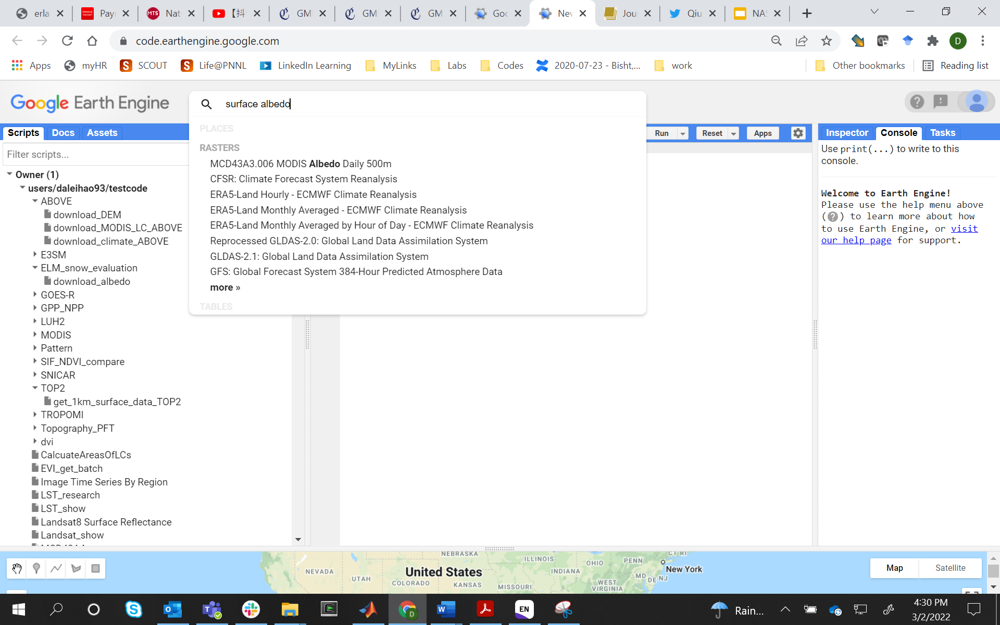 erla
Payr
MTS
Nat
【抖
GM
GM
GM
Goo
Nev
Jou
Qiu
NAS
code.earthengine.google.com
D
Apps
myHR
SCOUT
Life@PNNL
LinkedIn Learning
MyLinks
Labs
Codes
2020-07-23 - Bisht,...
work
Other bookmarks
Reading list
Google Earth Engine
surface albedo
PLACES
RASTERS
MCD43A3.006 MODIS Albedo Daily 500m
CFSR: Climate Forecast System Reanalysis
ERA5-Land Hourly - ECMWF Climate Reanalysis
ERA5-Land Monthly Averaged - ECMWF Climate Reanalysis
ERA5-Land Monthly Averaged by Hour of Day - ECMWF Climate Reanalysis
Reprocessed GLDAS-2.0: Global Land Data Assimilation System
GLDAS-2.1: Global Land Data Assimilation System
GFS: Global Forecast System 384-Hour Predicted Atmosphere Data
more »
TABLES
Scripts
Docs
Assets
Filter scripts...
Owner (1)
users/daleihao93/testcode
ABOVE
download_DEM
download_MODIS_LC_ABOVE
download_climate_ABOVE
E3SM
ELM_snow_evaluation
download_albedo
GOES-R
GPP_NPP
LUH2
MODIS
Pattern
SIF_NDVI_compare
SNICAR
TOP2
get_1km_surface_data_TOP2
TROPOMI
Topography_PFT
dvi
CalcuateAreasOfLCs
EVI_get_batch
Image Time Series By Region
LST_research
LST_show
Landsat8 Surface Reflectance
Landsat_show
Run
Reset
Apps
Inspector
Console
Tasks
Use print(...) to write to this
console.
Welcome to Earth Engine!
Please use the help menu above
(?) to learn more about how
to use Earth Engine, or visit
our help page for support.
NEBRASKA
ILLINOIS
OHIO
PENN
CT RI
NEVADA
UTAH
United States
COLORADO
KANSAS
MISSOURI
INDIANA
WEST
VIRGINIA
MD
DE
NJ
New York
Map
Satellite
EN
Rain...
4:30 PM
3/2/2022